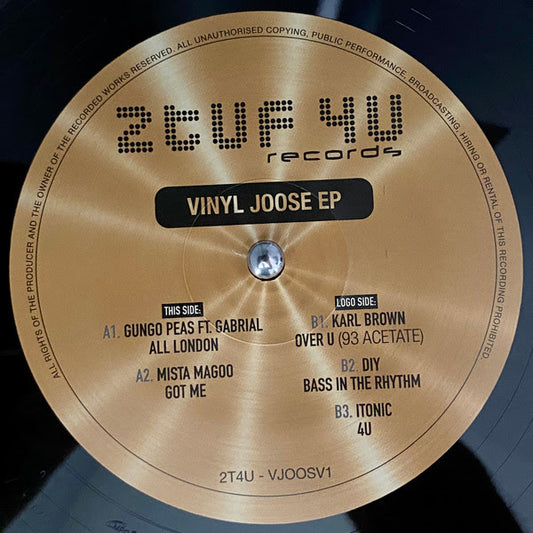 ALL RIGHTS OF THE PRODUCER AND THE OWNER OF THE RECORDED WORKS RESERVED. ALL UNAUTHORISED COPYING, PUBLIC PERFORMANCE, BROADCASTING, HIRING OR RENTAL OF THIS RECORDING PROHIBITED.
2TUF 4U
records
VINYL JOOSE EP
THIS SIDE:
A1. GUNGO PEAS FT. GABRIAL
ALL LONDON
A2. MISTA MAGOO
GOT ME
LOGO SIDE:
B1. KARL BROWN
OVER U (93 ACETATE)
B2. DIY
BASS IN THE RHYTHM
B3. ITONIC
4U
2T4U - VJOOSV1